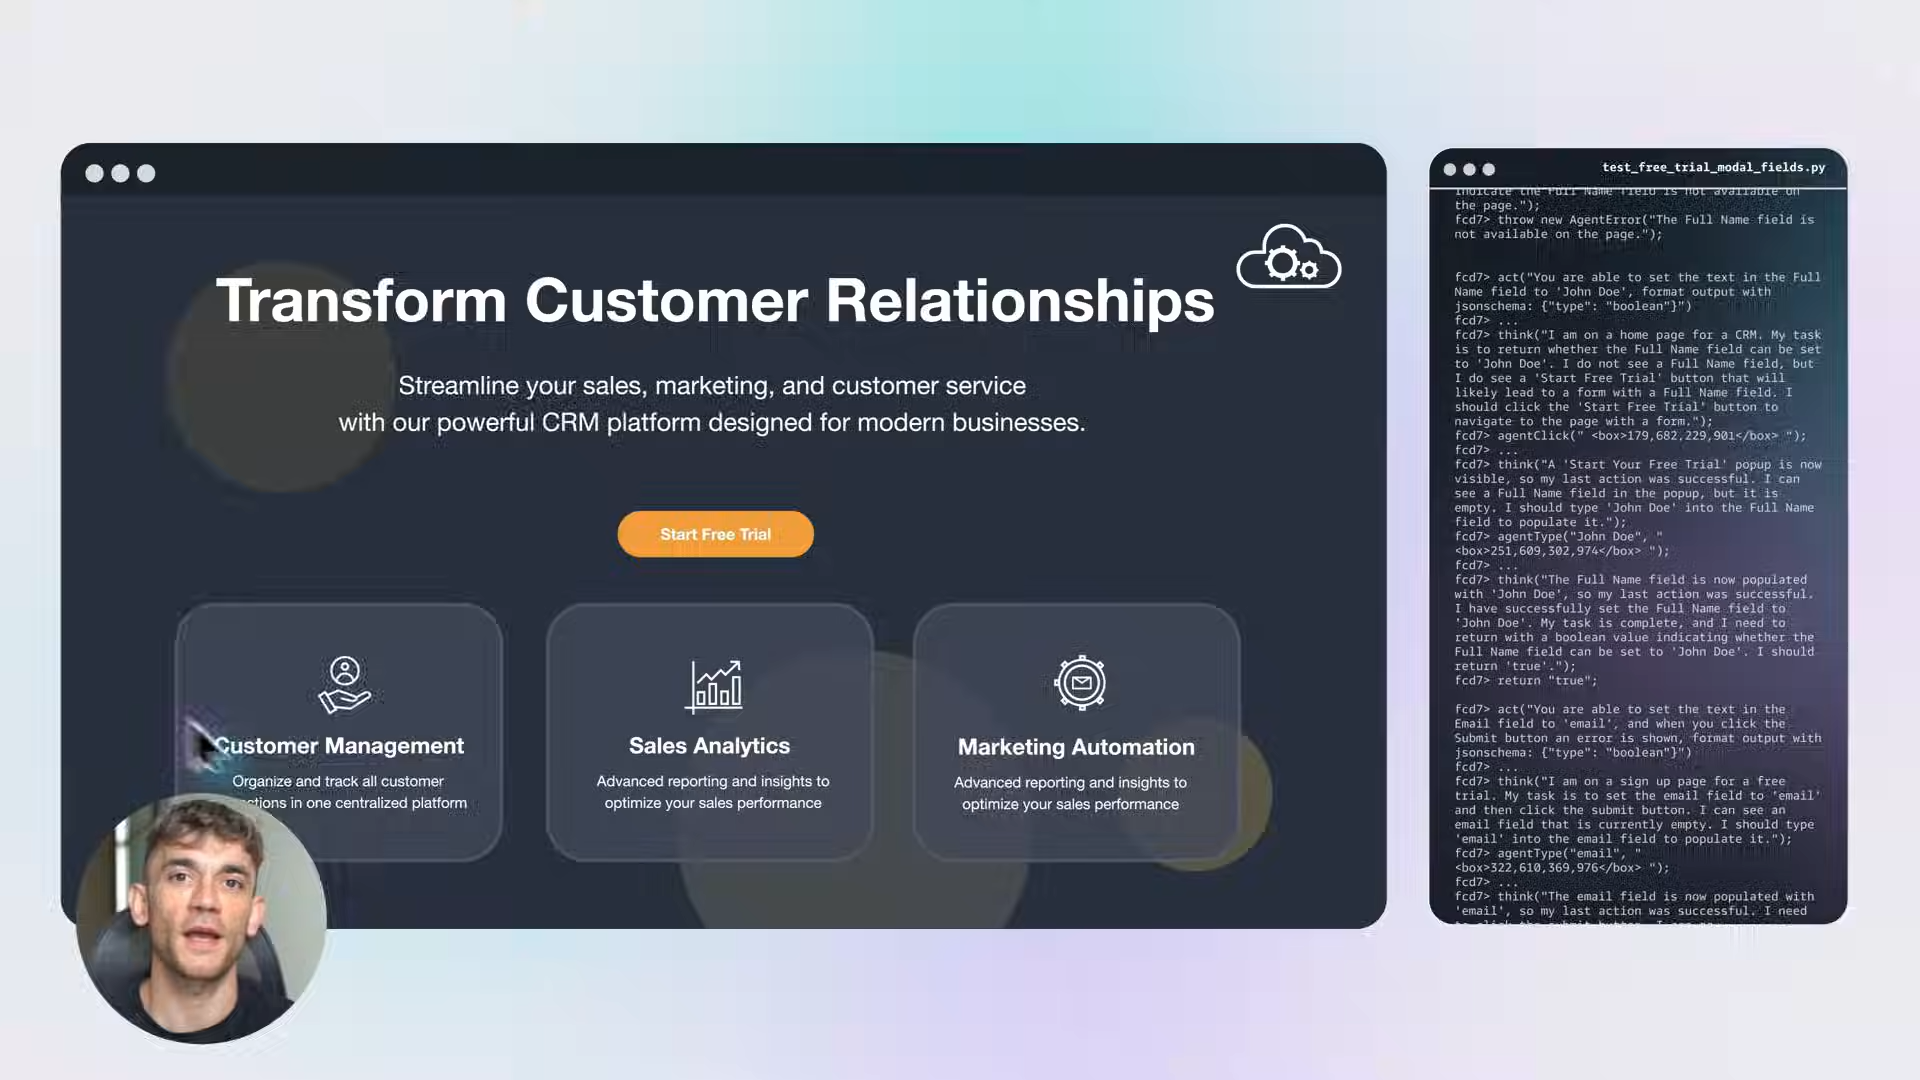 Transform Customer Relationships
Streamline your sales, marketing, and customer service
with our powerful CRM platform designed for modern businesses.
Start Free Trial
Customer Management
Organize and track all customer
in one centralized platform
Sales Analytics
Advanced reporting and insights to
optimize your sales performance
Marketing Automation
Advanced reporting and insights to
optimize your sales performance
test_free_trial_modal_fields.py
indicate the Full Name field is not available on
the page.");
fcd7> throw new AgentError("The Full Name field is
not available on the page.");
fcd7> act("You are able to set the text in the Full
Name field to 'John Doe', format output with
jsonschema: {"type": "boolean"}")
fcd7> ...
fcd7> think("I am on a home page for a CRM. My task
is to return whether the Full Name field can be set
to 'John Doe'. I do not see a Full Name field, but
I do see a 'Start Free Trial' button that will
likely lead to a form with a Full Name field. I
should click the 'Start Free Trial' button to
navigate to the page with a form.");
fcd7> agentClick(" <box>179,682,229,901</box> ");
fcd7> ...
fcd7> think("A 'Start Your Free Trial' popup is now
visible, so my last action was successful. I can
see a Full Name field in the popup, but it is
empty. I should type 'John Doe' into the Full Name
field to populate it.");
fcd7> agentType("John Doe", "
<box>251,609,302,974</box> ");
fcd7> ...
fcd7> think("The Full Name field is now populated
with 'John Doe', so my last action was successful.
I have successfully set the Full Name field to
'John Doe'. My task is complete, and I need to
return with a boolean value indicating whether the
Full Name field can be set to 'John Doe'. I should
return 'true'.");
fcd7> return "true";
fcd7> act("You are able to set the text in the
Email field to 'email', and when you click the
Submit button an error is shown, format output with
jsonschema: {"type": "boolean"}")
fcd7> ...
fcd7> think("I am on a sign up page for a free
trial. My task is to set the email field to 'email'
and then click the submit button. I can see an
email field that is currently empty. I should type
'email' into the email field to populate it.");
fcd7> agentType("email", "
<box>322,610,369,976</box> ");
fcd7> ...
fcd7> think("The email field is now populated with
'email', so my last action was successful. I need